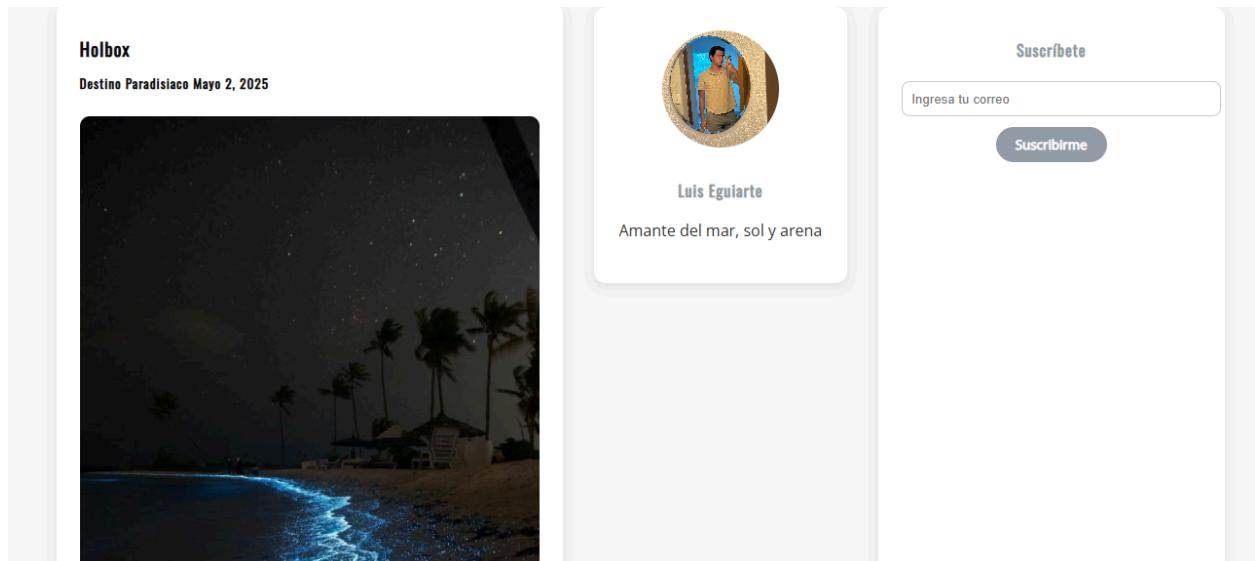 Holbox
Destino Paradisiaco Mayo 2, 2025
Luis Eguiarte
Amante del mar, sol y arena
Suscríbete
Ingresa tu correo
Suscribirme